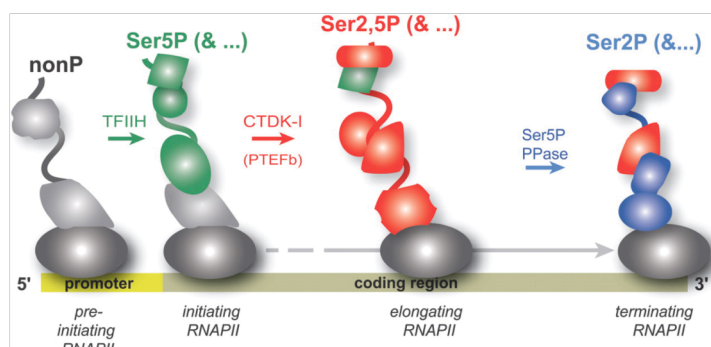 Ser5P (& ...)
Ser2,5P (& ...)
Ser2P (&...)
nonP
TFIIH
CTDK-I
(PTEFb)
Ser5P
PPase
5'
promoter
coding region
3'
pre-
initiating
RNAPII
initiating
RNAPII
elongating
RNAPII
terminating
RNAPII